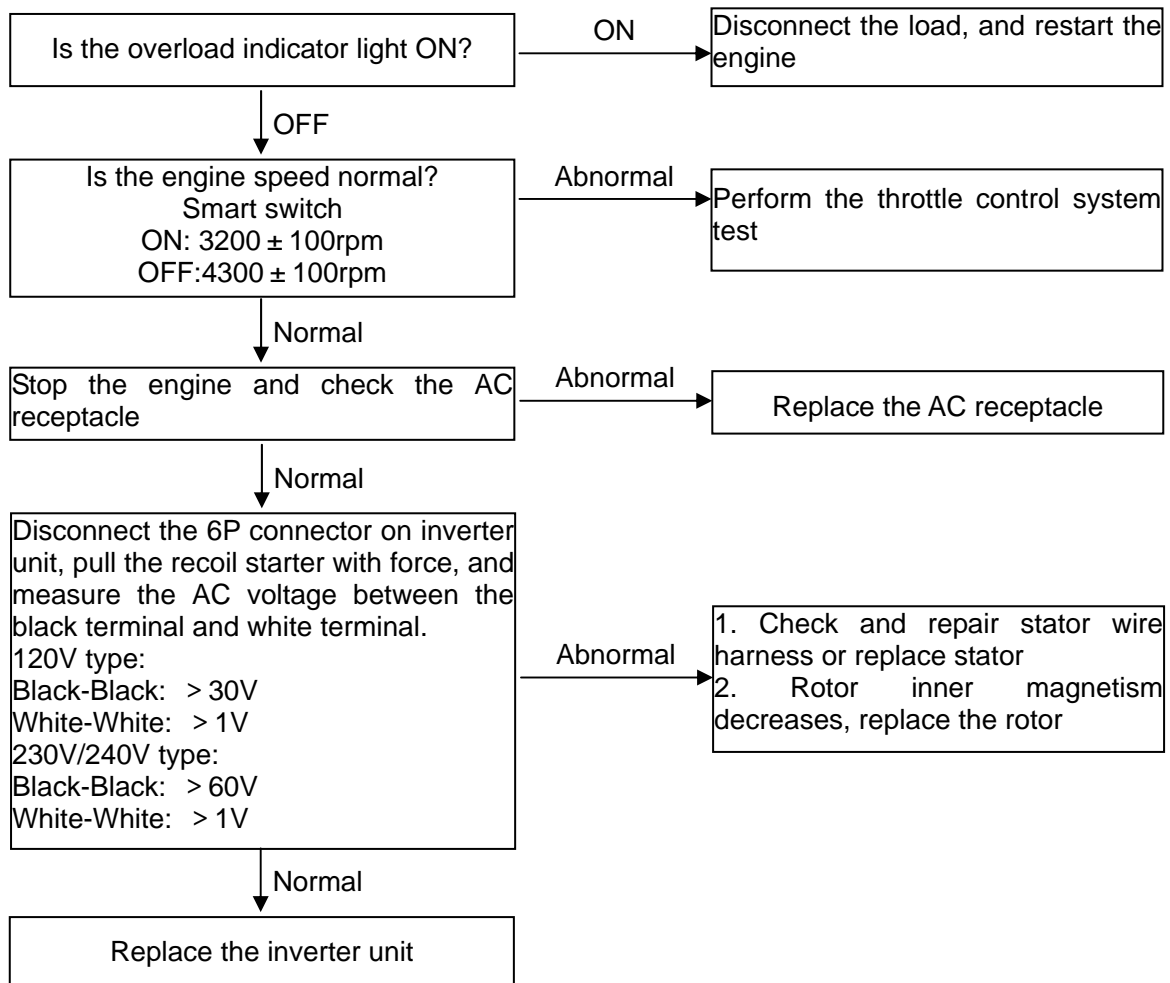 Is the overload indicator light ON?
ON
Disconnect the load, and restart the
engine
OFF
Is the engine speed normal?
Smart switch
ON: 3200 ± 100rpm
OFF:4300 ± 100rpm
Abnormal
Perform the throttle control system
test
Normal
Stop the engine and check the AC
receptacle
Abnormal
Replace the AC receptacle
Normal
Disconnect the 6P connector on inverter
unit, pull the recoil starter with force, and
measure the AC voltage between the
black terminal and white terminal.
120V type:
Black-Black: ＞30V
White-White: ＞1V
230V/240V type:
Black-Black: ＞60V
White-White: ＞1V
Abnormal
1. Check and repair stator wire
harness or replace stator
2. Rotor inner magnetism
decreases, replace the rotor
Normal
Replace the inverter unit